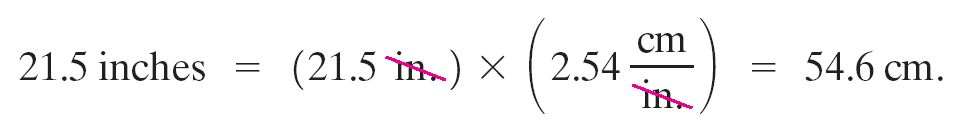 21.5 inches = (21.5 in.) × (2.54 cm/in.) = 54.6 cm.